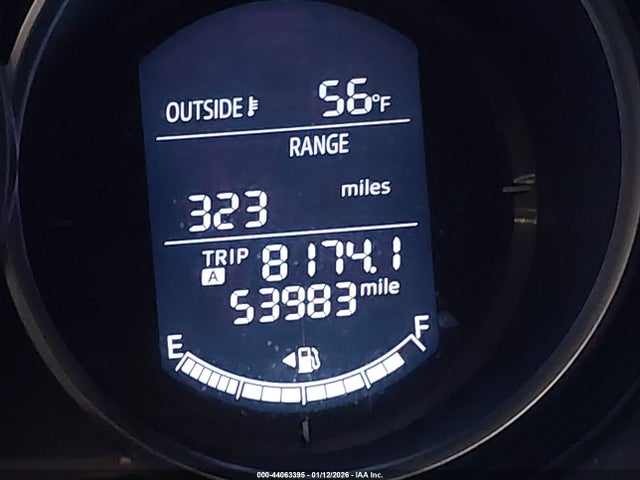 OUTSIDE 56°F
RANGE
323 miles
TRIP A 8174.1
53983 mile
E F
000-44063395 - 01/12/2026 - IAA Inc.